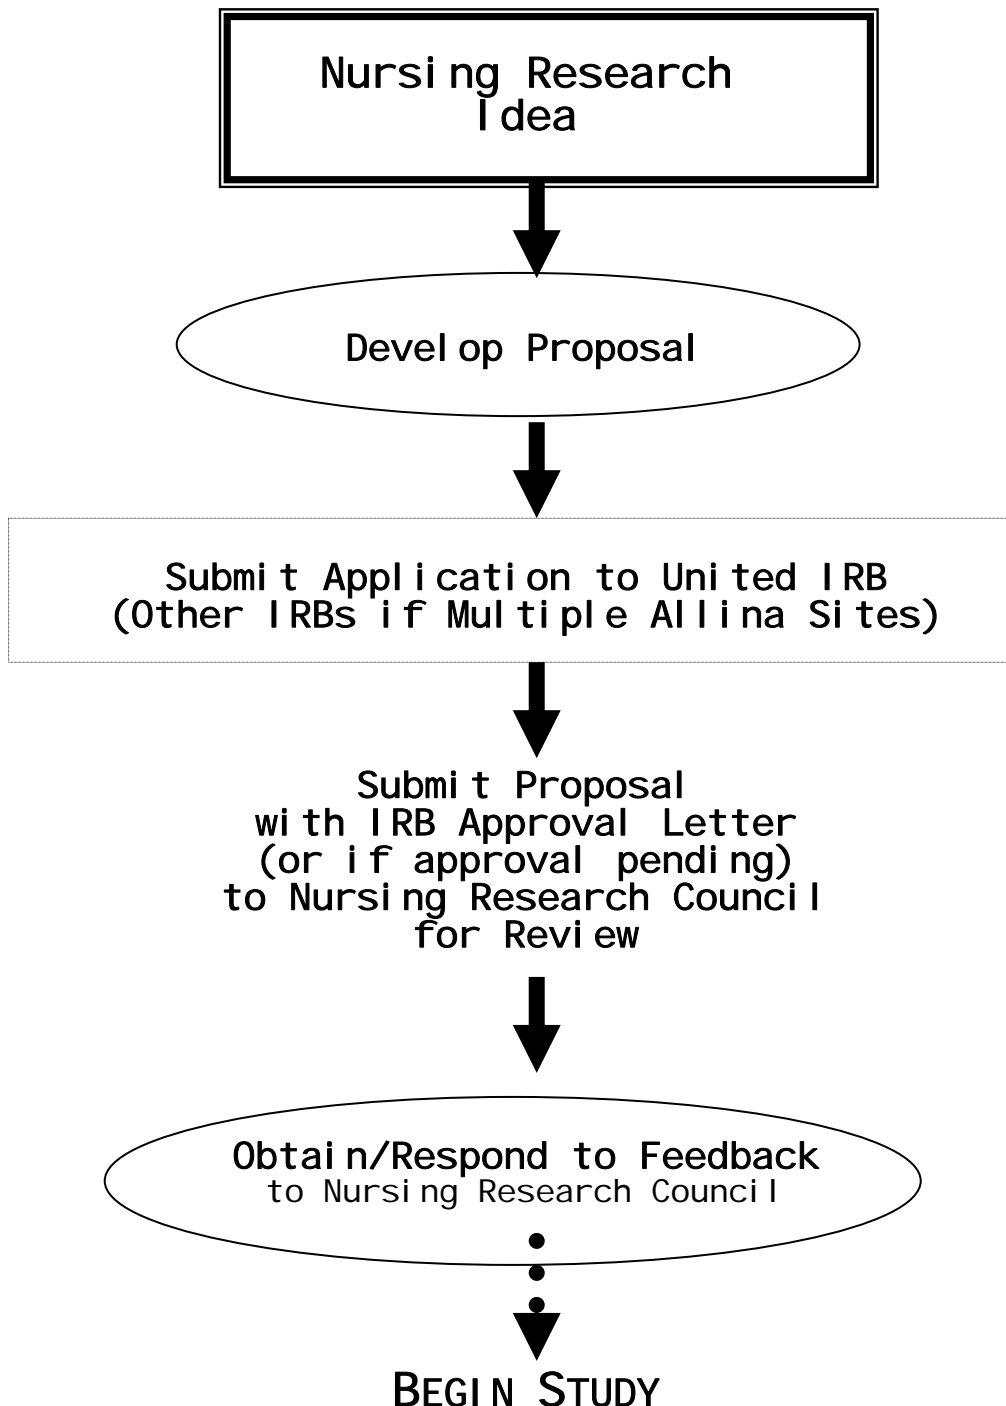 Nursing Research
Idea
Develop Proposal
Submit Application to United IRB
(Other IRBs if Multiple Allina Sites)
Submit Proposal
with IRB Approval Letter
(or if approval pending)
to Nursing Research Council
for Review
Obtain/Respond to Feedback
to Nursing Research Council
BEGIN STUDY